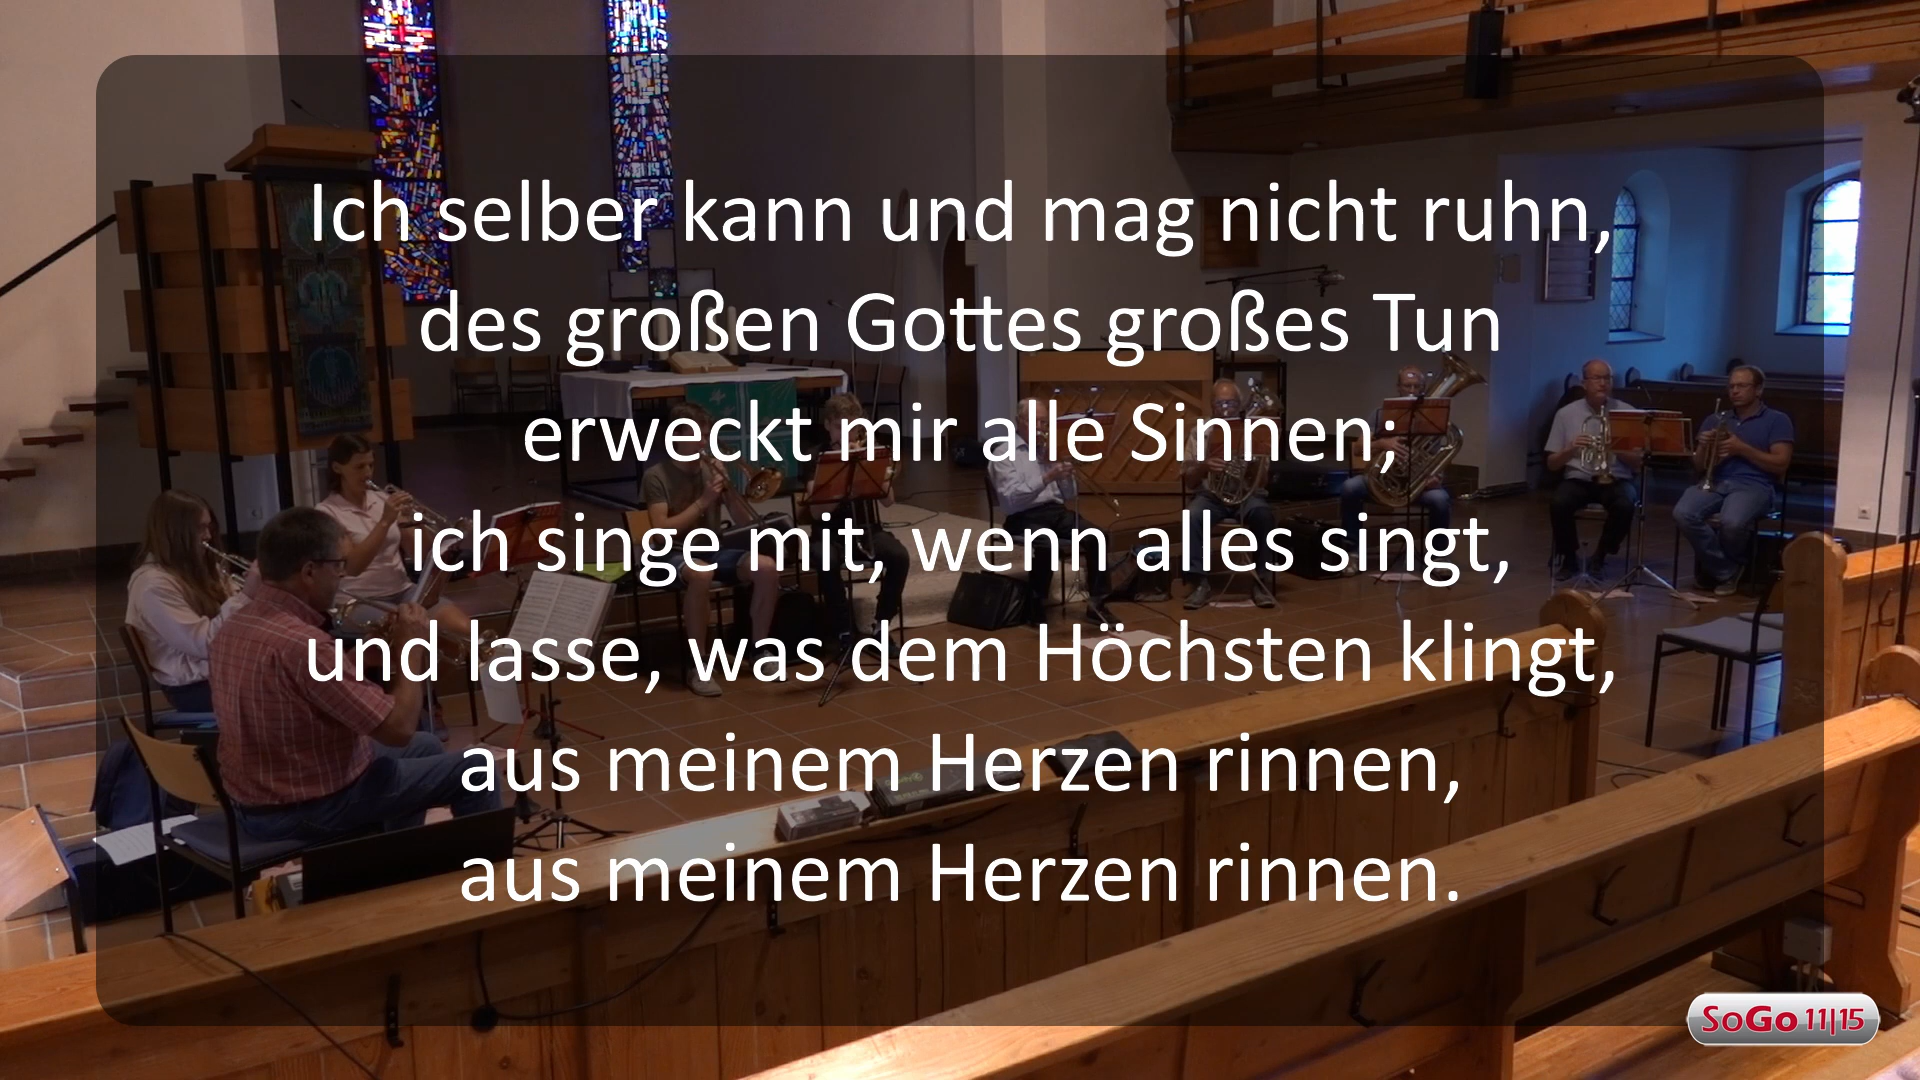 Ich selber kann und mag nicht ruhn,
des großen Gottes großes Tun
erweckt mir alle Sinnen;
ich singe mit, wenn alles singt,
und lasse, was dem Höchsten klingt,
aus meinem Herzen rinnen,
aus meinem Herzen rinnen.
SoGo 11|15